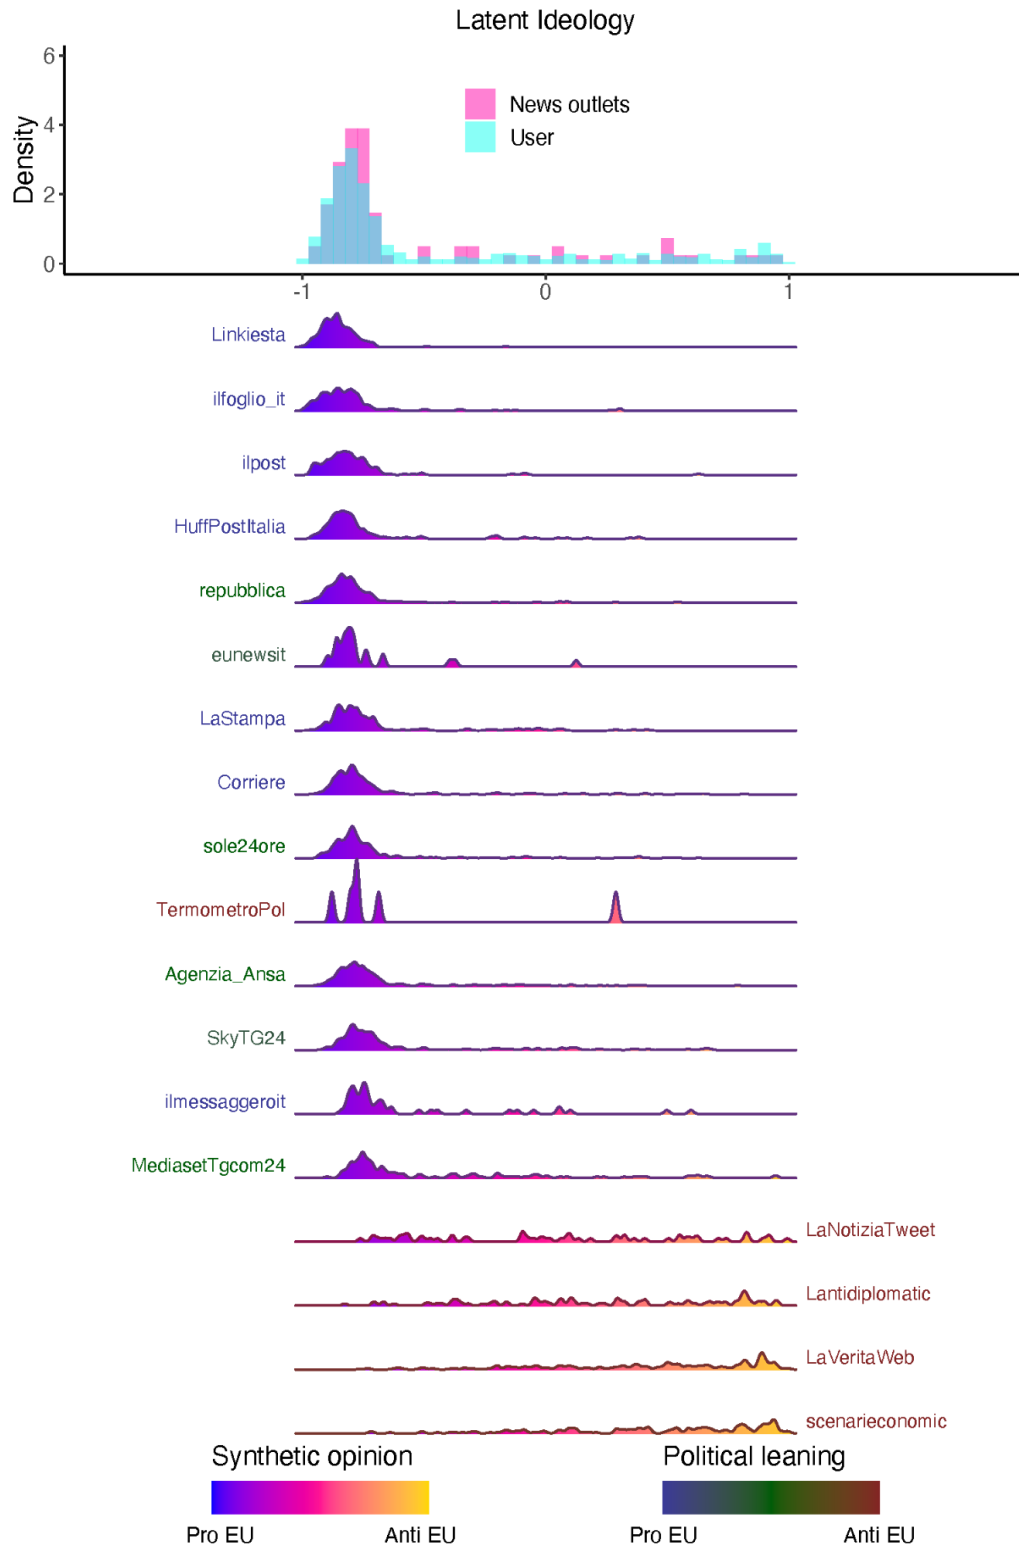 Latent Ideology
6
4
2
0
Density
News outlets
User
-1 0 1
Linkiesta
ilfoglio_it
ilpost
HuffPostItalia
repubblica
eunewsit
LaStampa
Corriere
sole24ore
TermometroPol
Agenzia_Ansa
SkyTG24
ilmessaggeroit
MediasetTgcom24
LaNotiziaTweet
Lantidiplomatic
LaVeritaWeb
scenarieconomic
Synthetic opinion
Pro EU Anti EU
Political leaning
Pro EU Anti EU